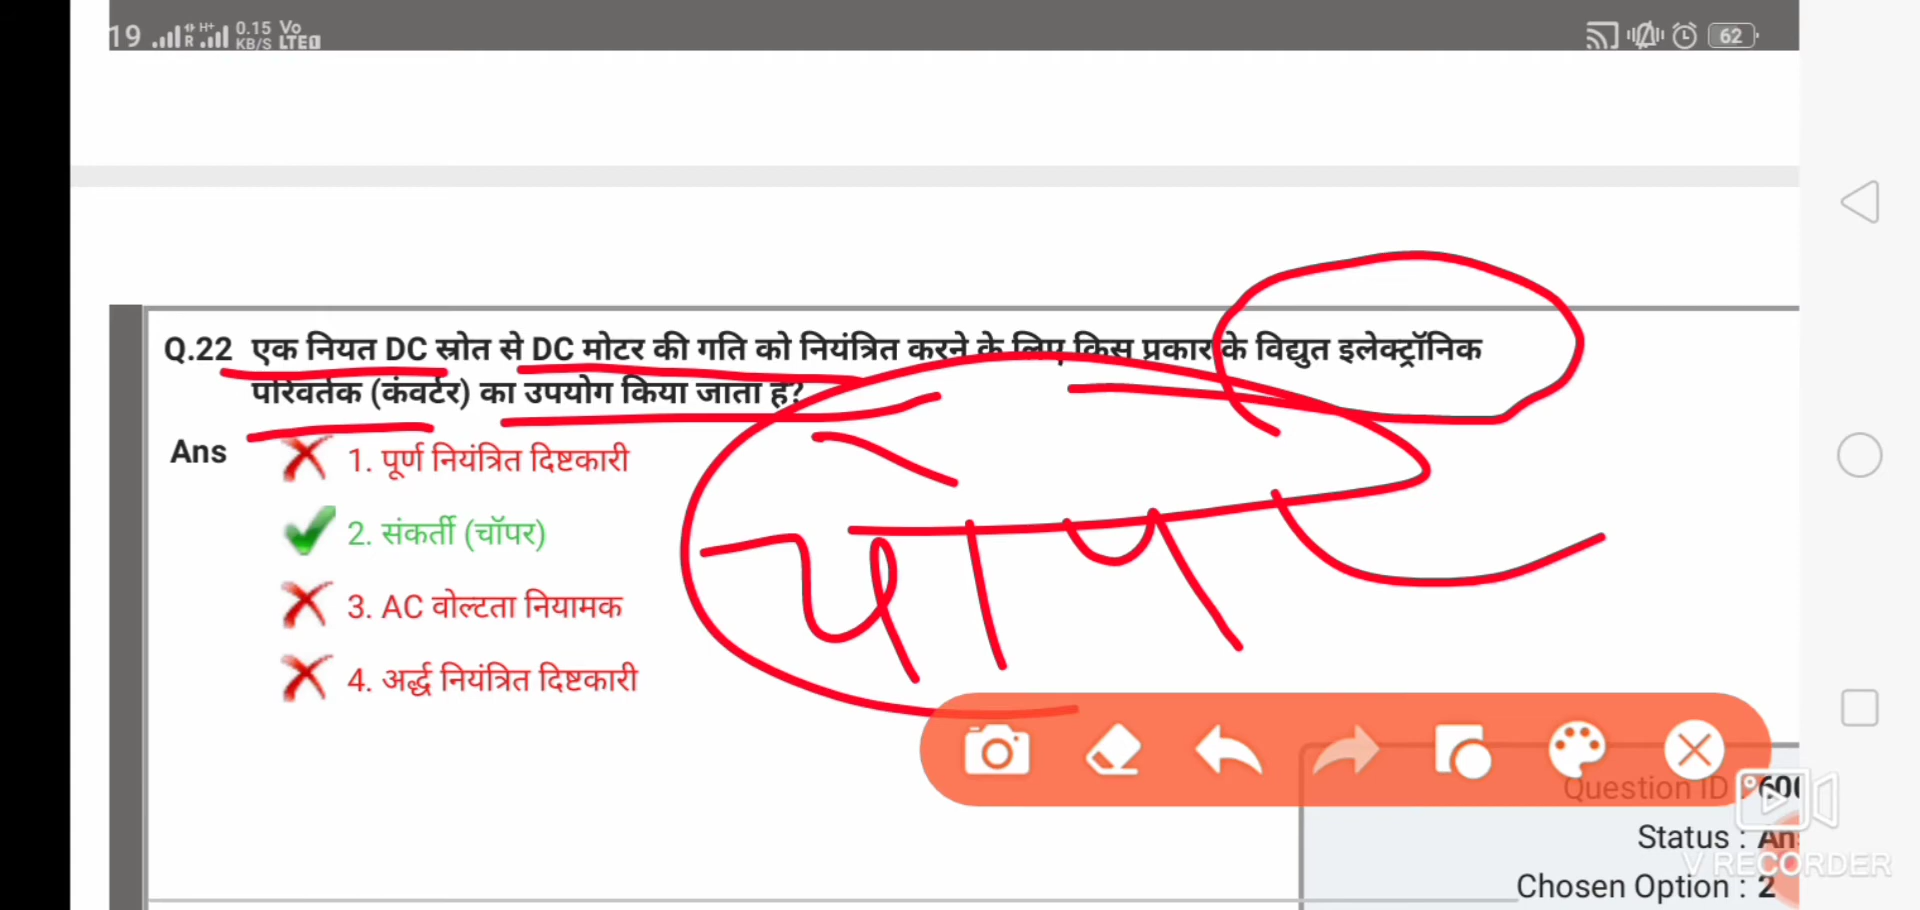 19 R H+ 0.15 KB/S Vo LTE 62
Q.22 एक नियत DC स्रोत से DC मोटर की गति को नियंत्रित करने के लिए किस प्रकार के विद्युत इलेक्ट्रॉनिक
परिवर्तक (कंवर्टर) का उपयोग किया जाता है?
Ans 1. पूर्ण नियंत्रित दिष्टकारी
2. संकर्ती (चॉपर)
3. AC वोल्टता नियामक
4. अर्द्ध नियंत्रित दिष्टकारी
Question ID : 600
Status : An
V RECORDER
Chosen Option : 2